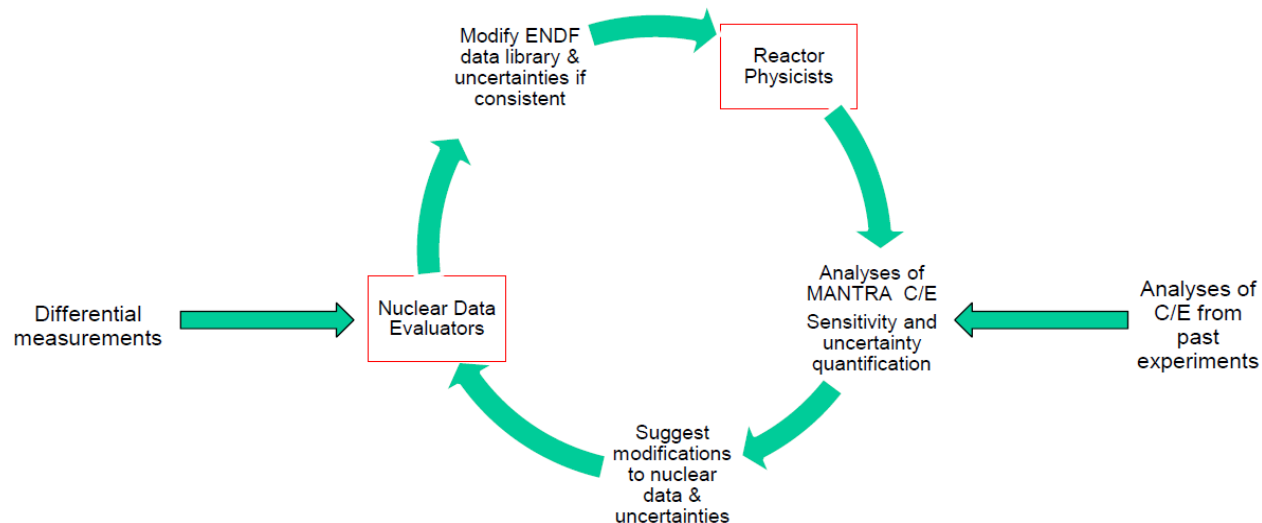 Modify ENDF
data library &
uncertainties if
consistent
Reactor
Physicists
Analyses of
MANTRA C/E
Sensitivity and
uncertainty
quantification
Analyses of
C/E from
past
experiments
Suggest
modifications
to nuclear
data &
uncertainties
Nuclear Data
Evaluators
Differential
measurements